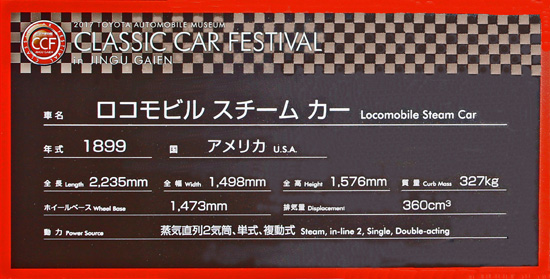 2017 TOYOTA AUTOMOBILE MUSEUM
CCF
CLASSIC CAR FESTIVAL
in JINGU GAIEN
車名 ロコモビル スチーム カー Locomobile Steam Car
年式 1899 国 アメリカ U.S.A.
全長 Length 2,235mm 全幅 Width 1,498mm 全高 Height 1,576mm 質量 Curb Mass 327kg
ホイールベース Wheel Base 1,473mm 排気量 Displacement 360cm³
動力 Power Source 蒸気直列2気筒、単式、複動式 Steam, in-line 2, Single, Double-acting